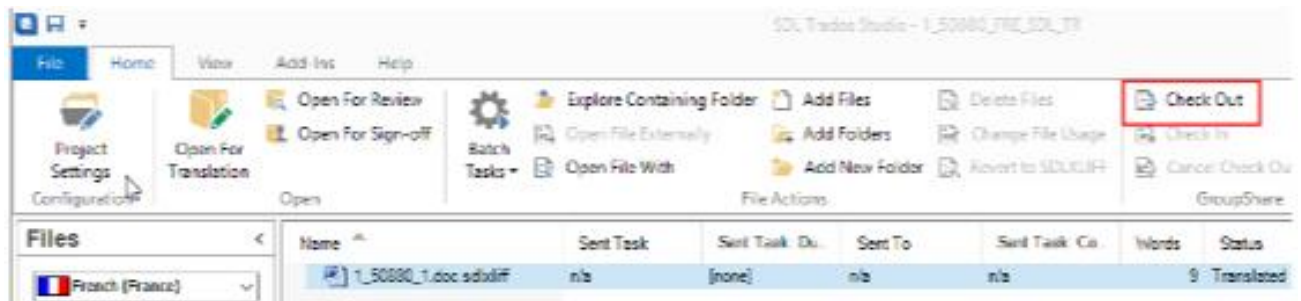 SDL Trados Studio - 1_50880_FRE_SDL_TR
File Home View Add-Ins Help
Project Settings
Open For Translation
Open For Review
Open For Sign-off
Batch Tasks
Explore Containing Folder
Open File Externally
Open File With
Add Files
Add Folders
Add New Folder
Delete Files
Change File Usage
Revert to SDLXLIFF
Check Out
Check In
Cancel Check Ou
Configuration Open File Actions GroupShare
Files
French (France)
Name Sent Task Sent Task Du... Sent To Sent Task Co... Words Status
1_50880_1.doc.sdlxliff n/a [none] n/a n/a 9 Translated